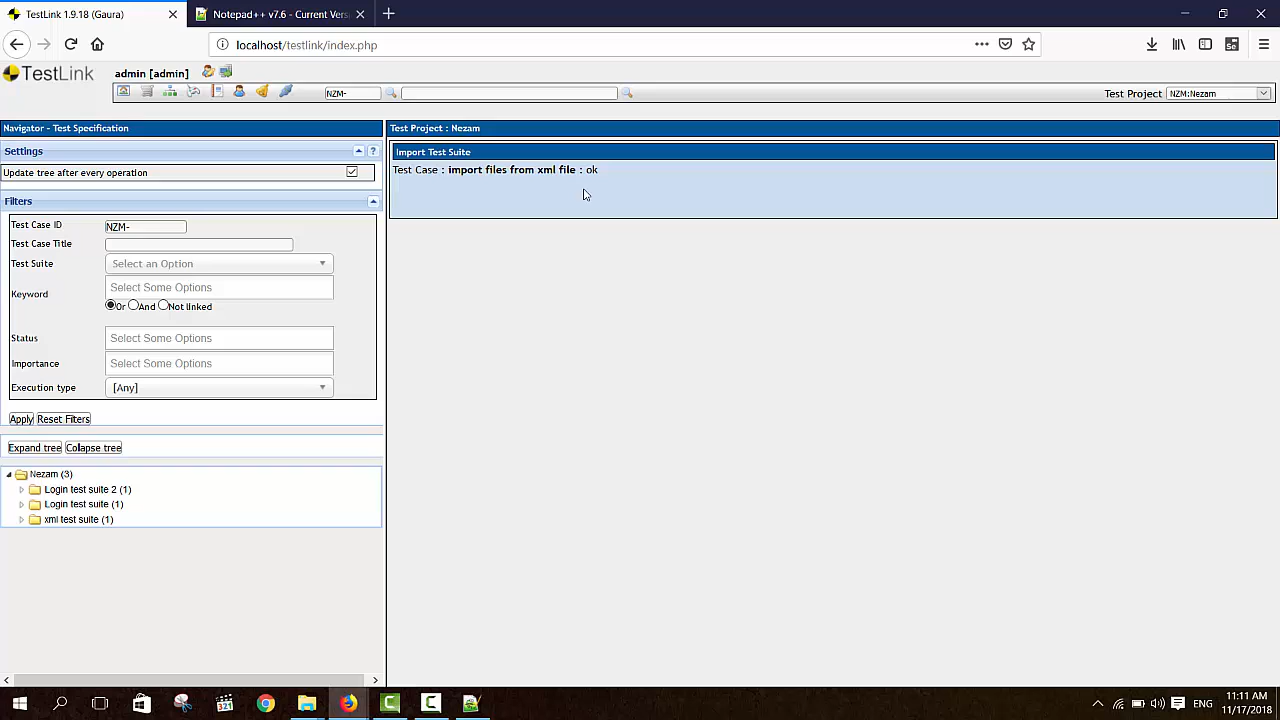 TestLink 1.9.18 (Gaura)
Notepad++ v7.6 - Current Vers
localhost/testlink/index.php
TestLink
admin [admin]
NZM-
Test Project
NZM:Nezam
Navigator - Test Specification
Settings
Update tree after every operation
Filters
Test Case ID
NZM-
Test Case Title
Test Suite
Select an Option
Keyword
Select Some Options
Or And Not linked
Status
Select Some Options
Importance
Select Some Options
Execution type
[Any]
Apply Reset Filters
Expand tree Collapse tree
Nezam (3)
Login test suite 2 (1)
Login test suite (1)
xml test suite (1)
Test Project : Nezam
Import Test Suite
Test Case : import files from xml file : ok
ENG
11:11 AM
11/17/2018